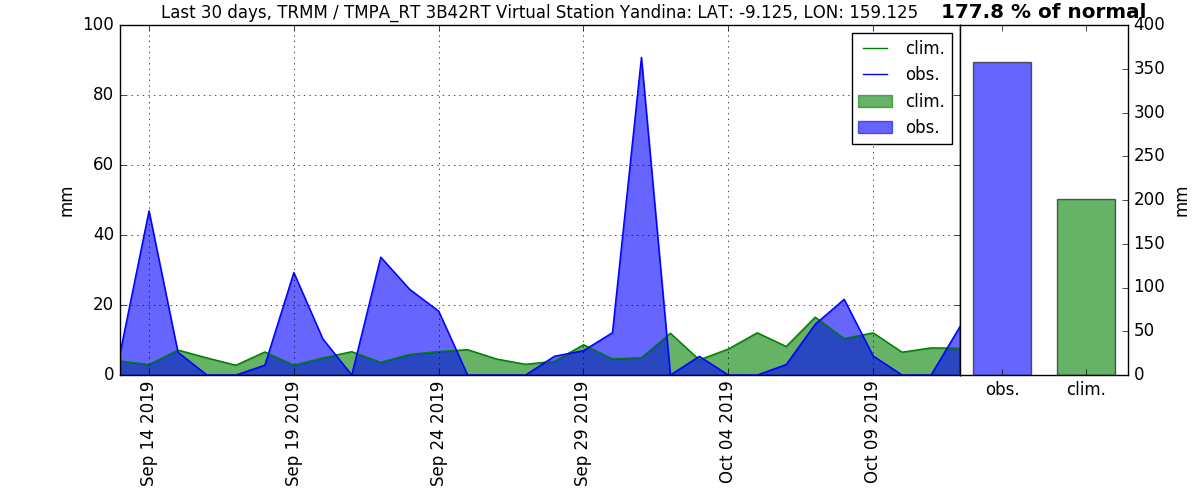 Last 30 days, TRMM / TMPA_RT 3B42RT Virtual Station Yandina: LAT: -9.125, LON: 159.125
177.8 % of normal
100
80
60
40
20
0
mm
clim.
obs.
clim.
obs.
Sep 14 2019
Sep 19 2019
Sep 24 2019
Sep 29 2019
Oct 04 2019
Oct 09 2019
400
350
300
250
200
150
100
50
0
mm
obs.
clim.